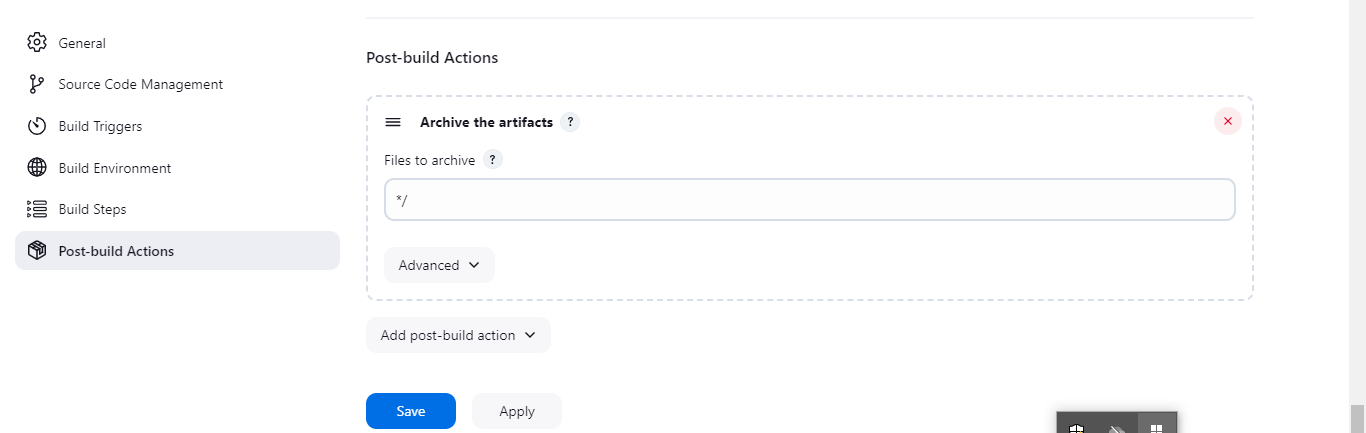 General
Source Code Management
Build Triggers
Build Environment
Build Steps
Post-build Actions
Post-build Actions
Archive the artifacts ?
Files to archive ?
*/
Advanced
Add post-build action
Save
Apply